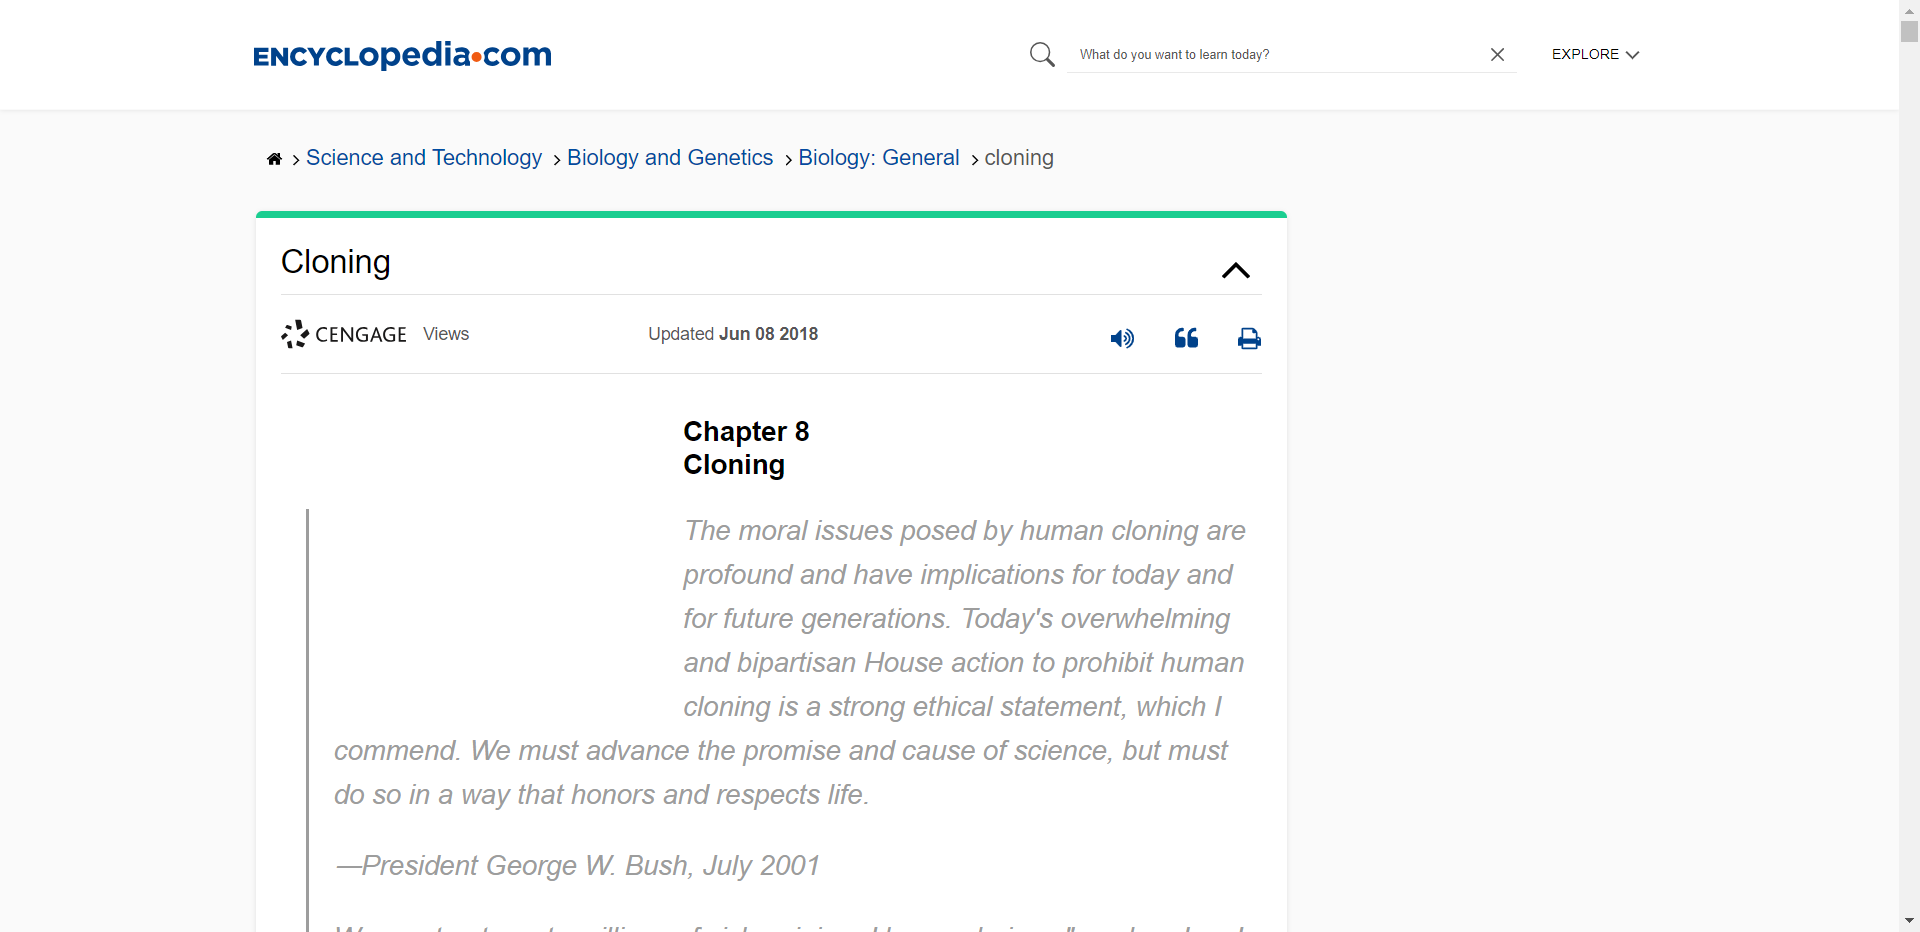 ENCYCLOpedia.com
What do you want to learn today?
EXPLORE
Science and Technology Biology and Genetics Biology: General cloning
Cloning
CENGAGE Views Updated Jun 08 2018
Chapter 8
Cloning
The moral issues posed by human cloning are
profound and have implications for today and
for future generations. Today's overwhelming
and bipartisan House action to prohibit human
cloning is a strong ethical statement, which I
commend. We must advance the promise and cause of science, but must
do so in a way that honors and respects life.
—President George W. Bush, July 2001